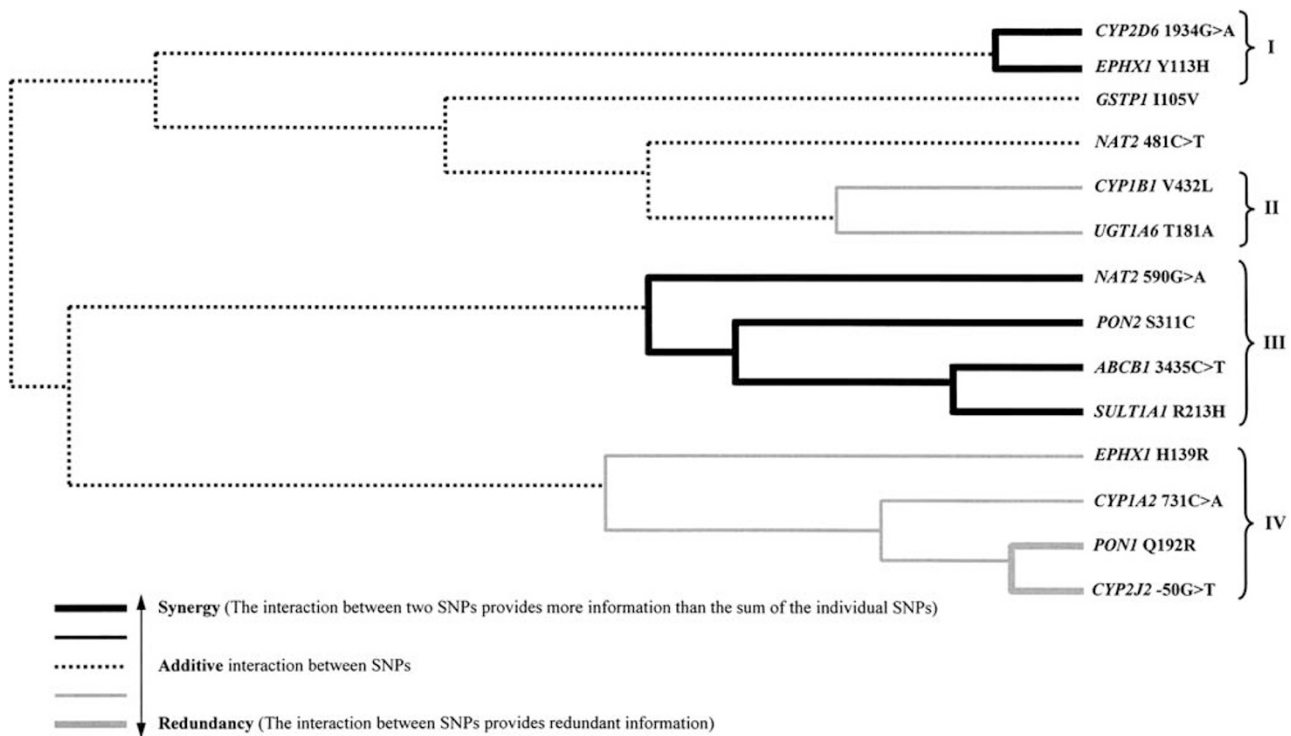 CYP2D6 1934G>A
I
EPHX1 Y113H
GSTP1 I105V
NAT2 481C>T
CYP1B1 V432L
II
UGT1A6 T181A
NAT2 590G>A
PON2 S311C
III
ABCB1 3435C>T
SULT1A1 R213H
EPHX1 H139R
CYP1A2 731C>A
IV
PON1 Q192R
CYP2J2 -50G>T
Synergy (The interaction between two SNPs provides more information than the sum of the individual SNPs)
Additive interaction between SNPs
Redundancy (The interaction between SNPs provides redundant information)